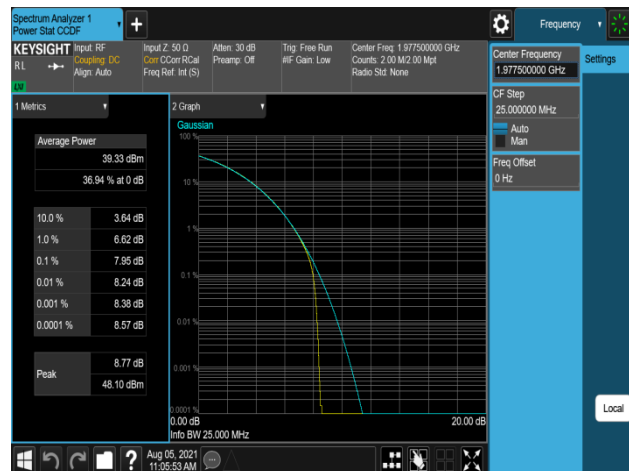 Spectrum Analyzer 1
Power Stat CCDF
Frequency
KEYSIGHT
RL
LXI
Input: RF
Coupling: DC
Align: Auto
Input Z: 50 Ω
Corr CCorr RCal
Freq Ref: Int (S)
Atten: 30 dB
Preamp: Off
Trig: Free Run
#IF Gain: Low
Center Freq: 1.977500000 GHz
Counts: 2.00 M/2.00 Mpt
Radio Std: None
Center Frequency
1.977500000 GHz
Settings
CF Step
25.000000 MHz
Auto
Man
Freq Offset
0 Hz
1 Metrics
Average Power
39.33 dBm
36.94 % at 0 dB
10.0 % 3.64 dB
1.0 % 6.62 dB
0.1 % 7.95 dB
0.01 % 8.24 dB
0.001 % 8.38 dB
0.0001 % 8.57 dB
Peak
8.77 dB
48.10 dBm
2 Graph
Gaussian
100 %
10 %
1 %
0.1 %
0.01 %
0.001 %
0.0001 %
0.00 dB 20.00 dB
Info BW 25.000 MHz
Local
?
Aug 05, 2021
11:05:53 AM